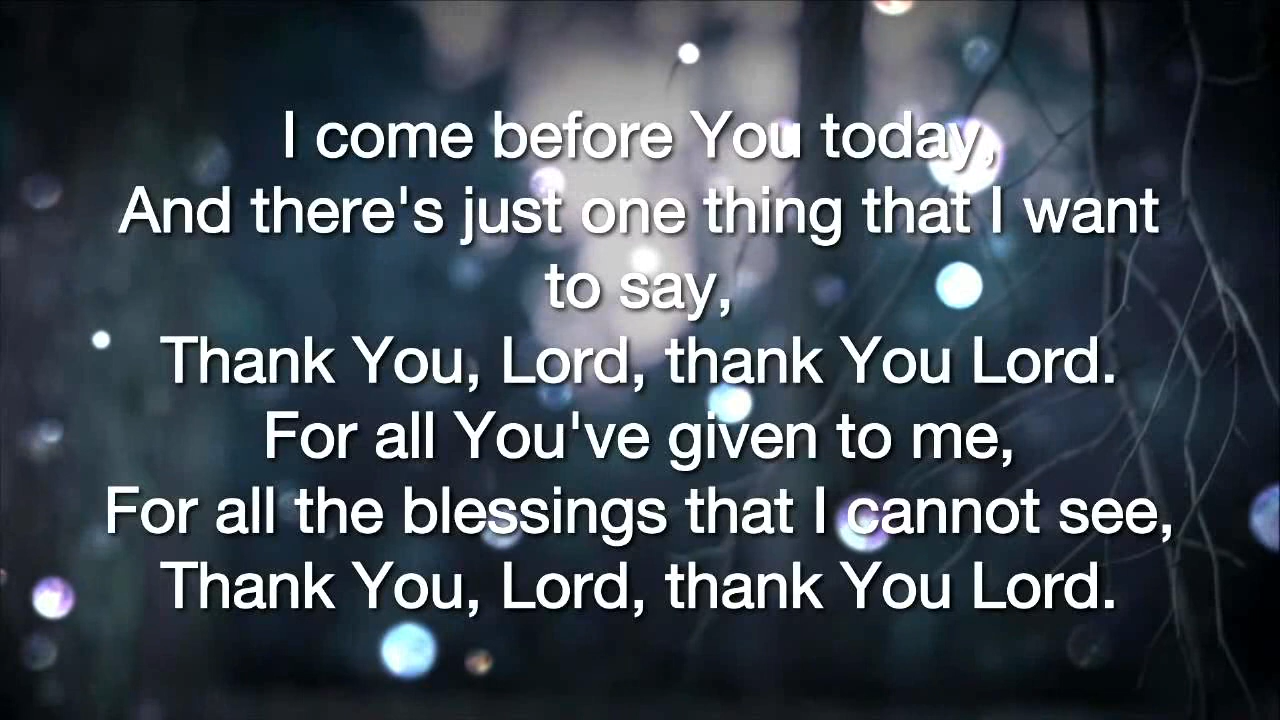 I come before You today,
And there's just one thing that I want
to say,
Thank You, Lord, thank You Lord.
For all You've given to me,
For all the blessings that I cannot see,
Thank You, Lord, thank You Lord.